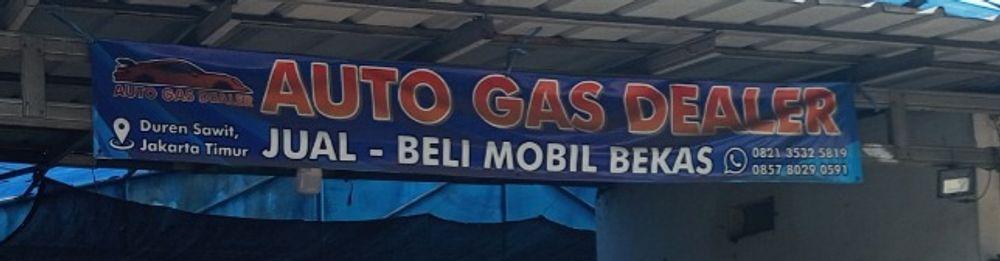 AUTO GAS DEALER
AUTO GAS DEALER
Duren Sawit,
Jakarta Timur
JUAL - BELI MOBIL BEKAS
0821 3532 5819
0857 8029 0591